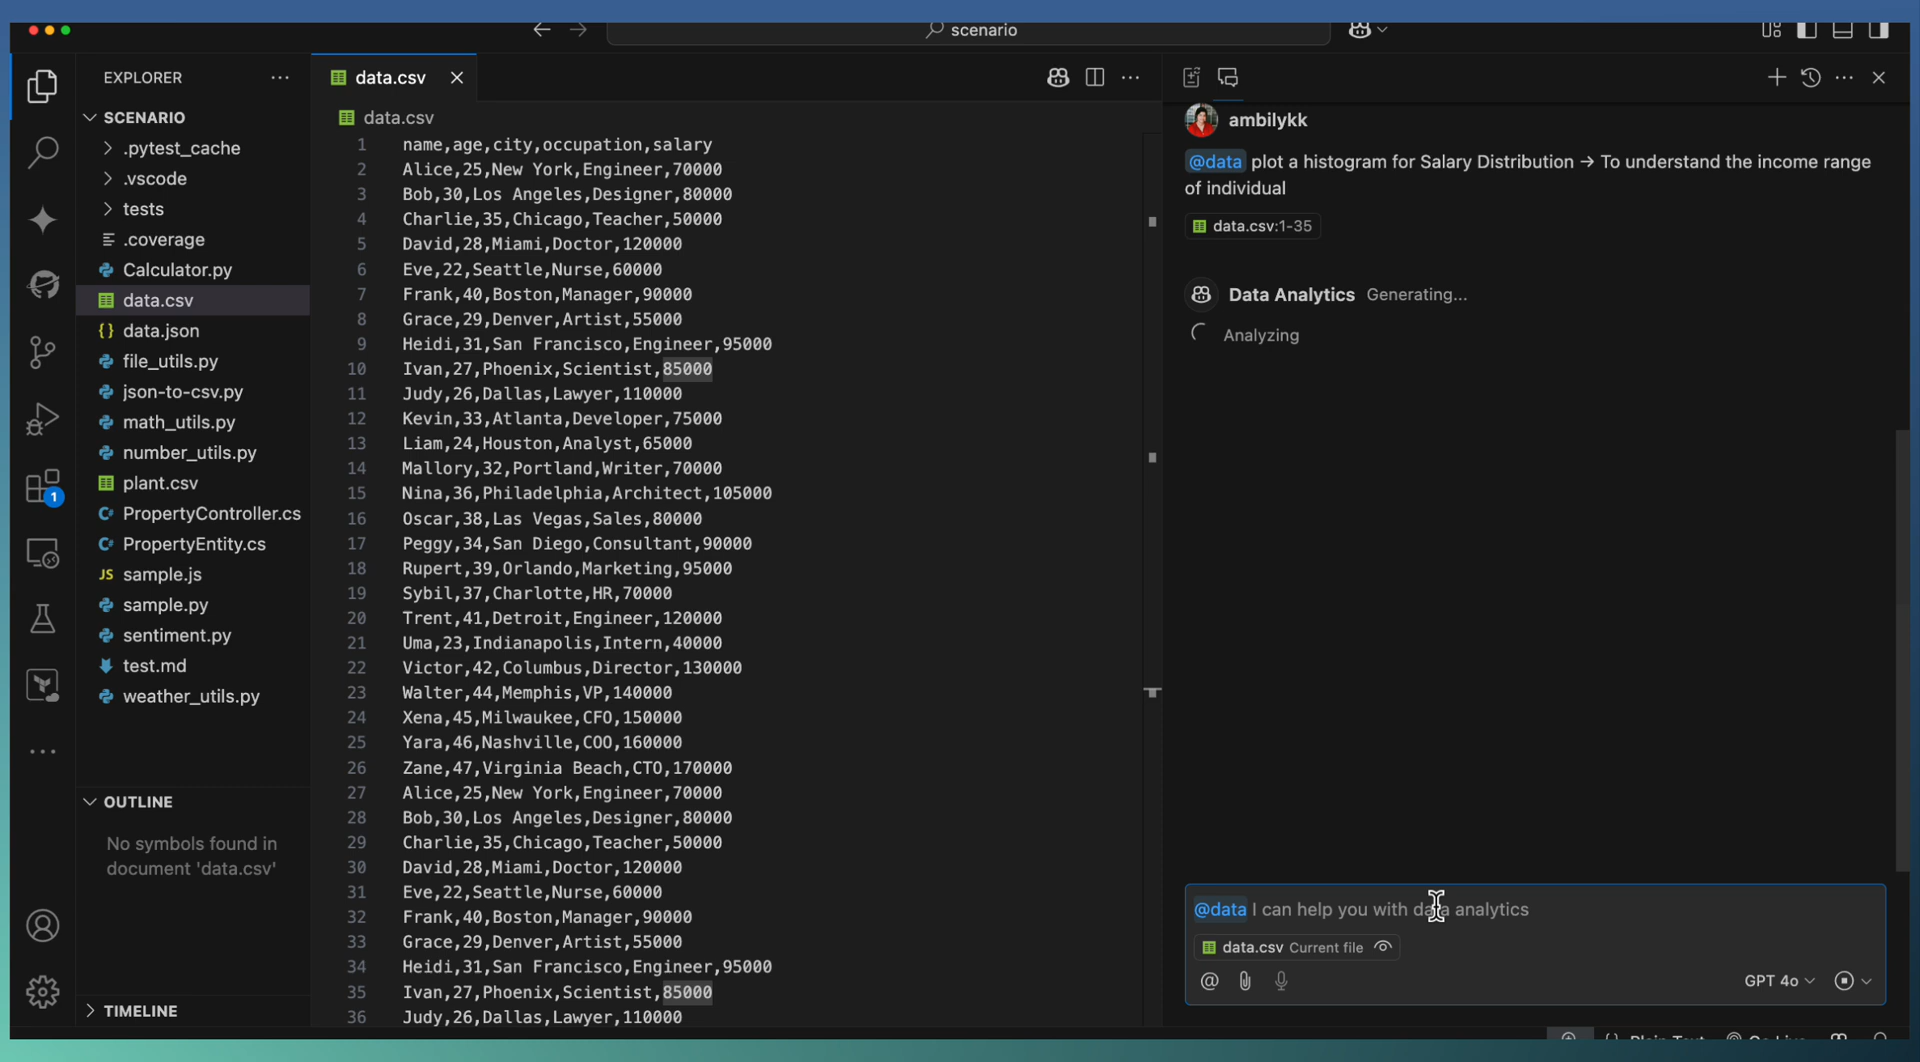 scenario
EXPLORER
SCENARIO
.pytest_cache
.vscode
tests
.coverage
Calculator.py
data.csv
data.json
file_utils.py
json-to-csv.py
math_utils.py
number_utils.py
plant.csv
PropertyController.cs
PropertyEntity.cs
JS sample.js
sample.py
sentiment.py
test.md
weather_utils.py
1
OUTLINE
No symbols found in
document 'data.csv'
TIMELINE
data.csv
data.csv
1 name,age,city,occupation,salary
2 Alice,25,New York,Engineer,70000
3 Bob,30,Los Angeles,Designer,80000
4 Charlie,35,Chicago,Teacher,50000
5 David,28,Miami,Doctor,120000
6 Eve,22,Seattle,Nurse,60000
7 Frank,40,Boston,Manager,90000
8 Grace,29,Denver,Artist,55000
9 Heidi,31,San Francisco,Engineer,95000
10 Ivan,27,Phoenix,Scientist,85000
11 Judy,26,Dallas,Lawyer,110000
12 Kevin,33,Atlanta,Developer,75000
13 Liam,24,Houston,Analyst,65000
14 Mallory,32,Portland,Writer,70000
15 Nina,36,Philadelphia,Architect,105000
16 Oscar,38,Las Vegas,Sales,80000
17 Peggy,34,San Diego,Consultant,90000
18 Rupert,39,Orlando,Marketing,95000
19 Sybil,37,Charlotte,HR,70000
20 Trent,41,Detroit,Engineer,120000
21 Uma,23,Indianapolis,Intern,40000
22 Victor,42,Columbus,Director,130000
23 Walter,44,Memphis,VP,140000
24 Xena,45,Milwaukee,CFO,150000
25 Yara,46,Nashville,COO,160000
26 Zane,47,Virginia Beach,CTO,170000
27 Alice,25,New York,Engineer,70000
28 Bob,30,Los Angeles,Designer,80000
29 Charlie,35,Chicago,Teacher,50000
30 David,28,Miami,Doctor,120000
31 Eve,22,Seattle,Nurse,60000
32 Frank,40,Boston,Manager,90000
33 Grace,29,Denver,Artist,55000
34 Heidi,31,San Francisco,Engineer,95000
35 Ivan,27,Phoenix,Scientist,85000
36 Judy,26,Dallas,Lawyer,110000
ambilykk
@data plot a histogram for Salary Distribution → To understand the income range
of individual
data.csv:1-35
Data Analytics Generating...
Analyzing
@data I can help you with data analytics
data.csv Current file
GPT 4o
Plain Text
Go Live